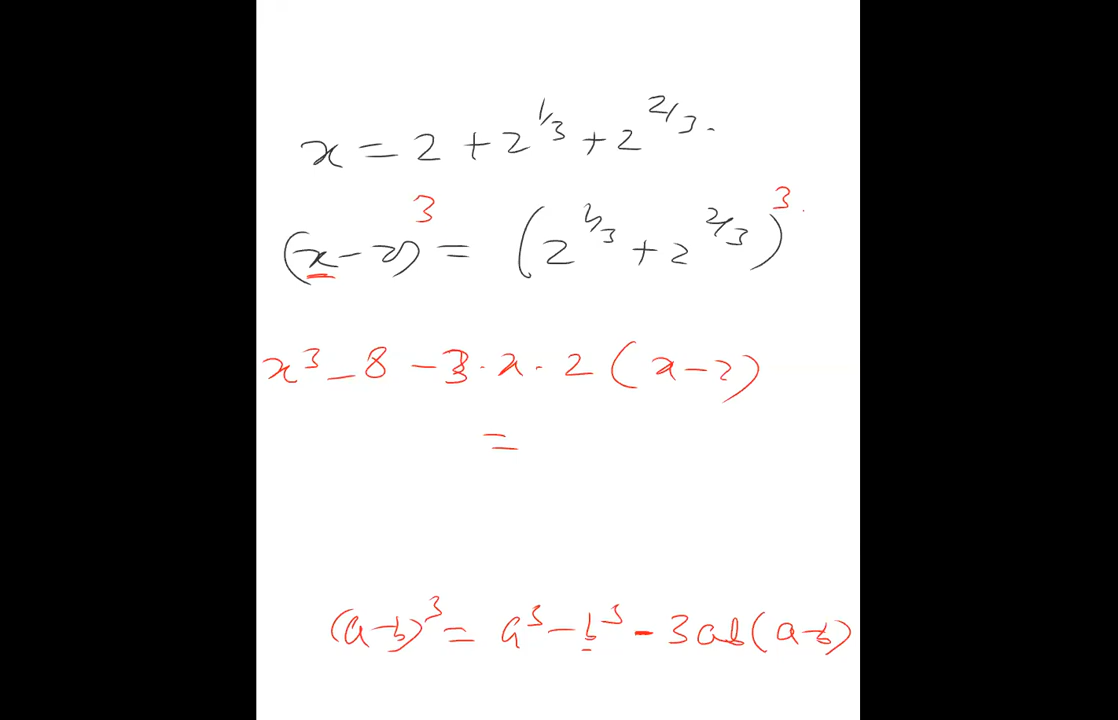 x = 2 + 2^{1/3} + 2^{2/3}.
(x - 2)^3 = (2^{1/3} + 2^{2/3})^3
x^3 - 8 - 3 · x · 2 (x - 2)
=
(a - b)^3 = a^3 - b^3 - 3ab(a - b)